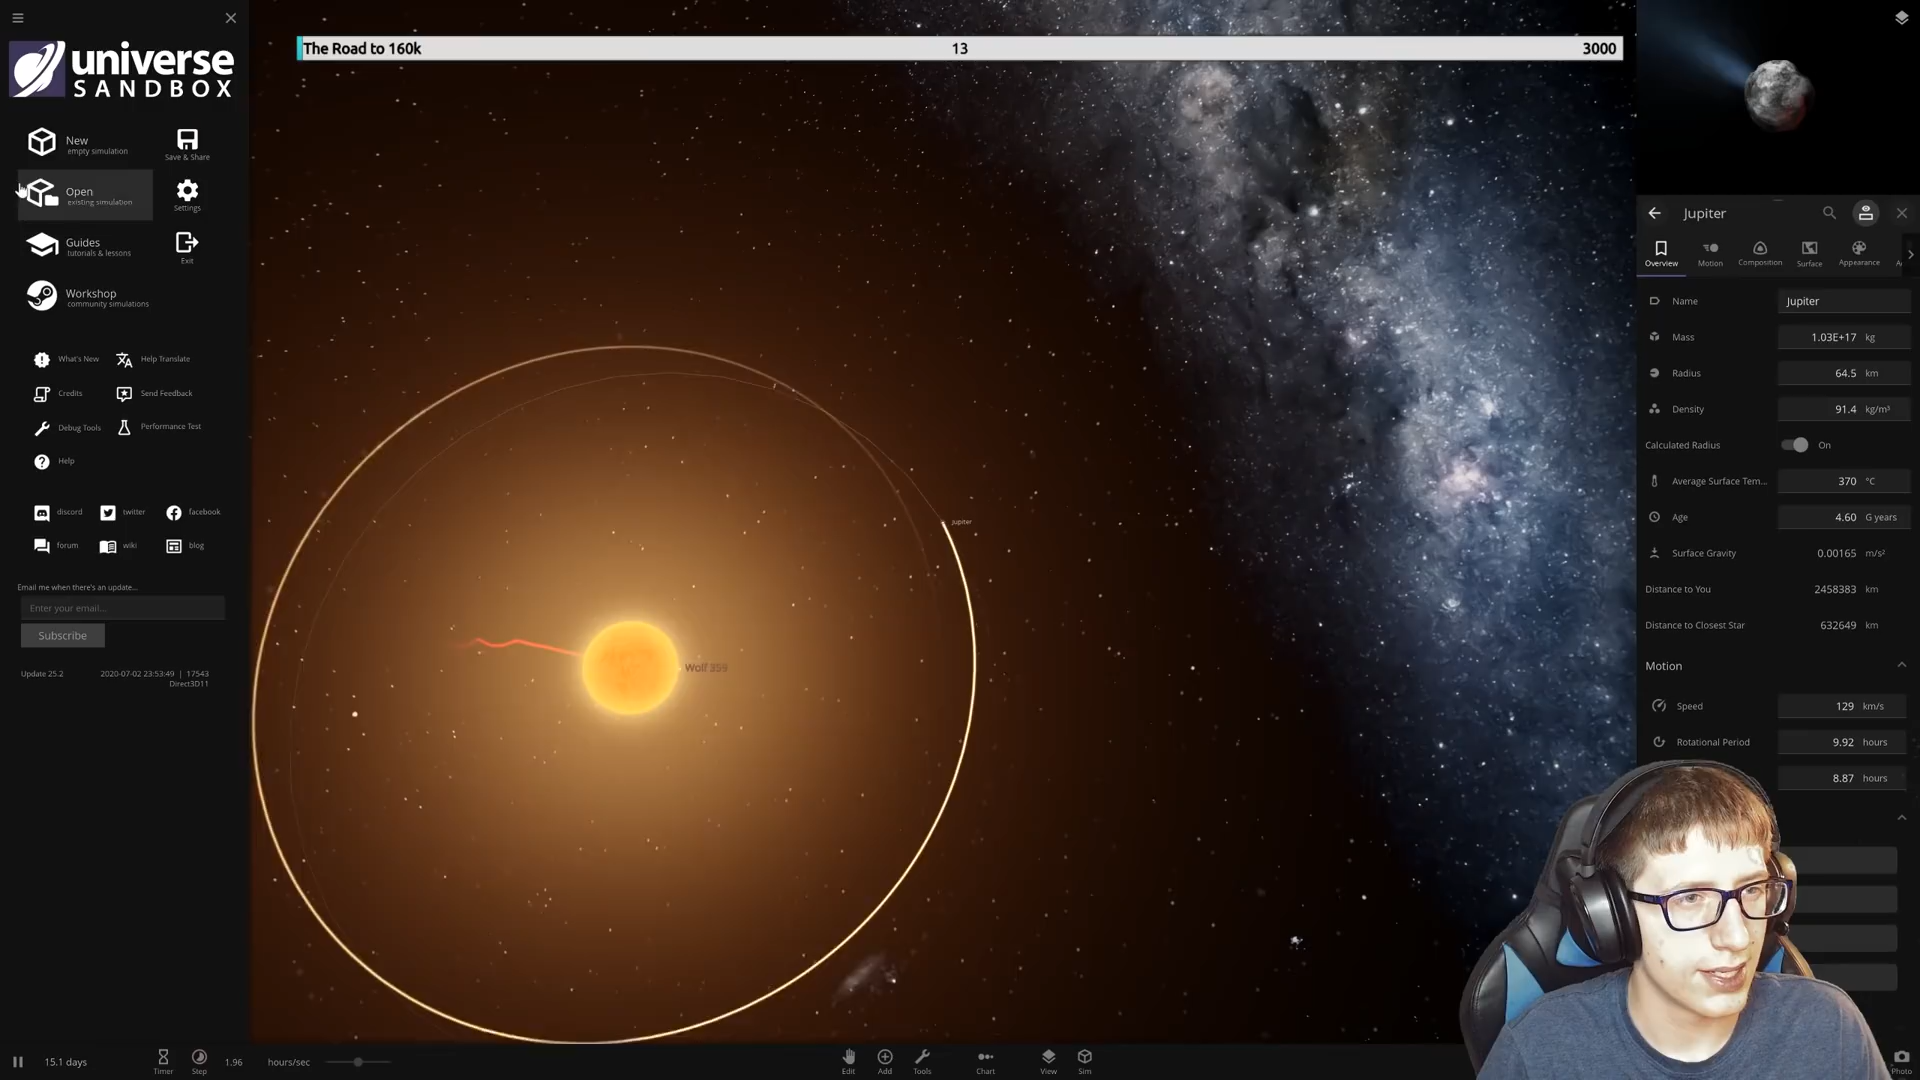 universe
SANDBOX
New
empty simulation
Save & Share
Open
existing simulation
Settings
Guides
tutorials & lessons
Exit
Workshop
community simulations
What's New
Help Translate
Credits
Send Feedback
Debug Tools
Performance Test
Help
discord
twitter
facebook
forum
wiki
blog
Email me when there's an update...
Enter your email...
Subscribe
Update 25.2
2020-07-02 23:53:49 | 17543
Direct3D11
The Road to 160k 13 3000
Jupiter
Wolf 359
Jupiter
Overview
Motion
Composition
Surface
Appearance
Name Jupiter
Mass 1.03E+17 kg
Radius 64.5 km
Density 91.4 kg/m³
Calculated Radius On
Average Surface Tem... 370 °C
Age 4.60 G years
Surface Gravity 0.00165 m/s²
Distance to You 2458383 km
Distance to Closest Star 632649 km
Motion
Speed 129 km/s
Rotational Period 9.92 hours
8.87 hours
15.1 days
Timer
Step
1.96 hours/sec
Edit
Add
Tools
Chart
View
Sim
Photo